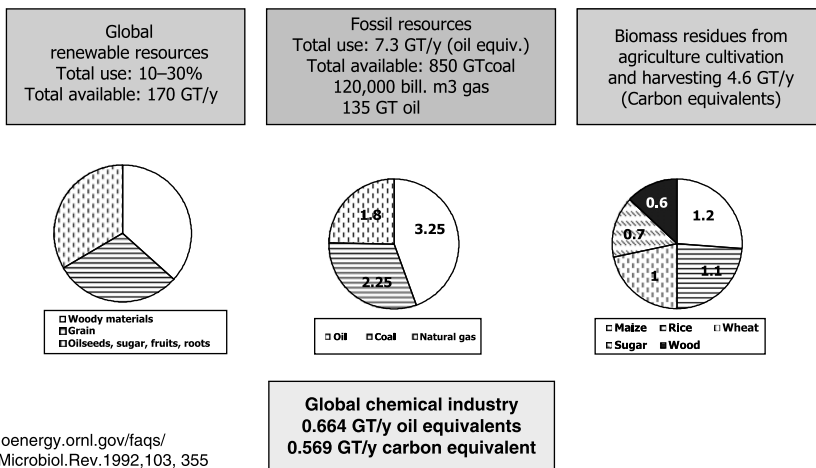 Global
renewable resources
Total use: 10–30%
Total available: 170 GT/y
Fossil resources
Total use: 7.3 GT/y (oil equiv.)
Total available: 850 GTcoal
120,000 bill. m3 gas
135 GT oil
Biomass residues from
agriculture cultivation
and harvesting 4.6 GT/y
(Carbon equivalents)
Woody materials
Grain
Oilseeds, sugar, fruits, roots
1.8
3.25
2.25
Oil Coal Natural gas
0.6
1.2
0.7
1
1.1
Maize Rice Wheat
Sugar Wood
Global chemical industry
0.664 GT/y oil equivalents
0.569 GT/y carbon equivalent
oenergy.ornl.gov/faqs/
Microbiol.Rev.1992,103, 355